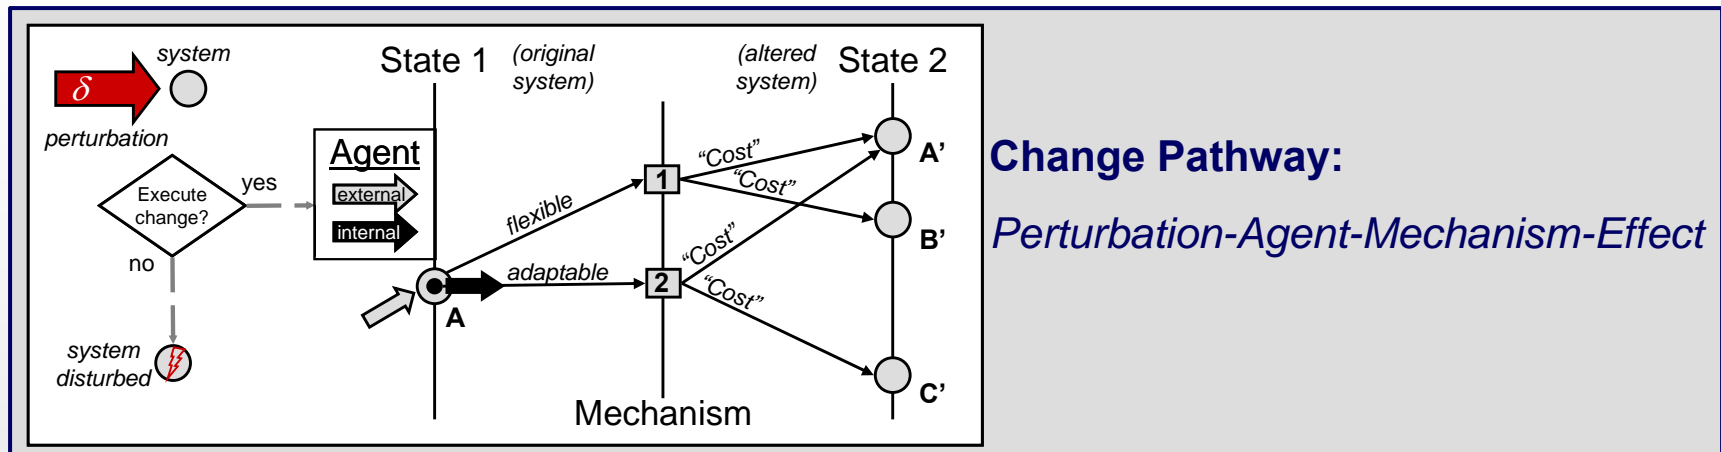 system
δ
perturbation
Execute
change?
yes
no
system
disturbed
Agent
external
internal
State 1
(original
system)
(altered
system)
State 2
flexible
adaptable
A
1
2
Mechanism
“Cost”
“Cost”
“Cost”
“Cost”
A’
B’
C’
Change Pathway:
Perturbation-Agent-Mechanism-Effect